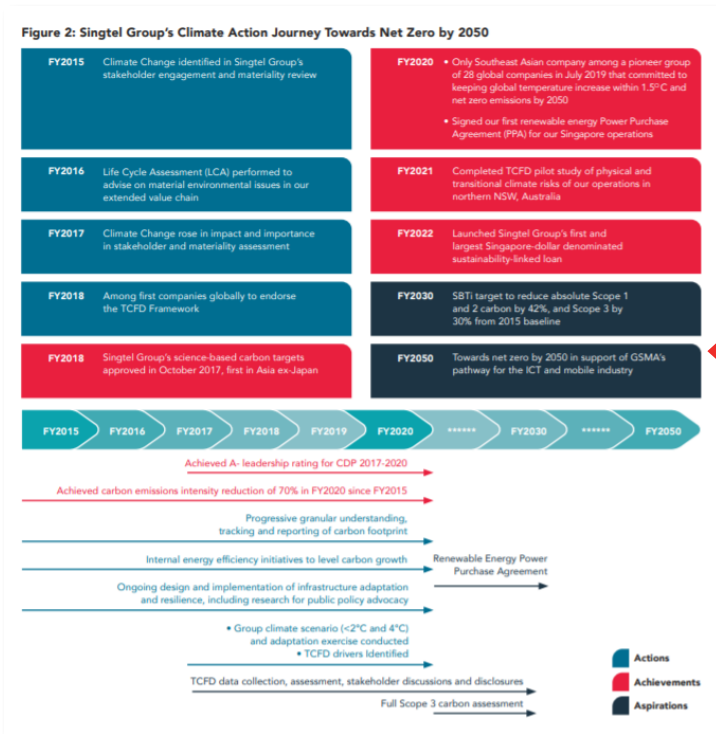 Figure 2: Singtel Group's Climate Action Journey Towards Net Zero by 2050
FY2015 Climate Change identified in Singtel Group's
stakeholder engagement and materiality review
FY2016 Life Cycle Assessment (LCA) performed to
advise on material environmental issues in our
extended value chain
FY2017 Climate Change rose in impact and importance
in stakeholder and materiality assessment
FY2018 Among first companies globally to endorse
the TCFD Framework
FY2018 Singtel Group's science-based carbon targets
approved in October 2017, first in Asia ex-Japan
FY2020 • Only Southeast Asian company among a pioneer group
of 28 global companies in July 2019 that committed to
keeping global temperature increase within 1.5°C and
net zero emissions by 2050
• Signed our first renewable energy Power Purchase
Agreement (PPA) for our Singapore operations
FY2021 Completed TCFD pilot study of physical and
transitional climate risks of our operations in
northern NSW, Australia
FY2022 Launched Singtel Group's first and
largest Singapore-dollar denominated
sustainability-linked loan
FY2030 SBTi target to reduce absolute Scope 1
and 2 carbon by 42%, and Scope 3 by
30% from 2015 baseline
FY2050 Towards net zero by 2050 in support of GSMA's
pathway for the ICT and mobile industry
FY2015 FY2016 FY2017 FY2018 FY2019 FY2020 •••••• FY2030 •••••• FY2050
Achieved A- leadership rating for CDP 2017-2020
Achieved carbon emissions intensity reduction of 70% in FY2020 since FY2015
Progressive granular understanding,
tracking and reporting of carbon footprint
Internal energy efficiency initiatives to level carbon growth
Renewable Energy Power
Purchase Agreement
Ongoing design and implementation of infrastructure adaptation
and resilience, including research for public policy advocacy
• Group climate scenario (<2°C and 4°C)
and adaptation exercise conducted
• TCFD drivers Identified
TCFD data collection, assessment, stakeholder discussions and disclosures
Full Scope 3 carbon assessment
Actions
Achievements
Aspirations